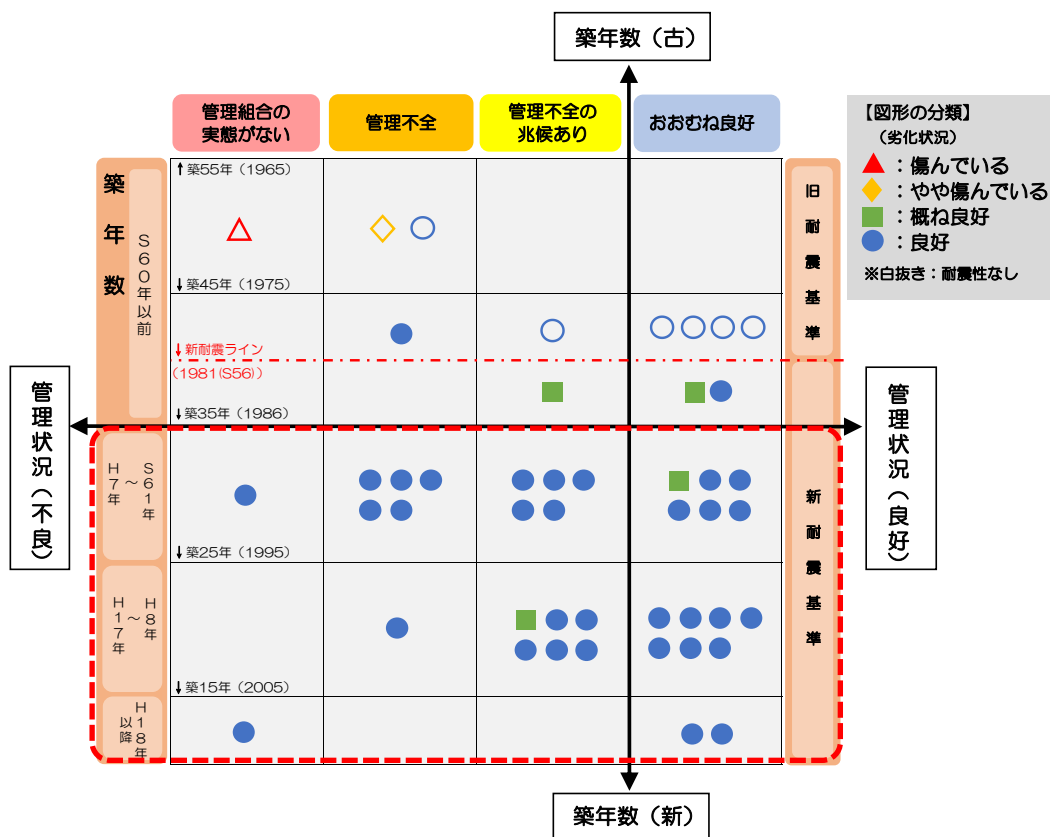 築年数（古）
管理組合の
実態がない
管理不全
管理不全の
兆候あり
おおむね良好
【図形の分類】
（劣化状況）
：傷んでいる
：やや傷んでいる
：概ね良好
：良好
※白抜き：耐震性なし
築年数
S60年以前
↑築55年（1965）
↓築45年（1975）
↓新耐震ライン
（1981(S56)）
↓築35年（1986）
旧耐震基準
管理状況（不良）
管理状況（良好）
S61年
～
H7年
↓築25年（1995）
新耐震基準
H8年
～
H17年
↓築15年（2005）
H18年
以降
築年数（新）